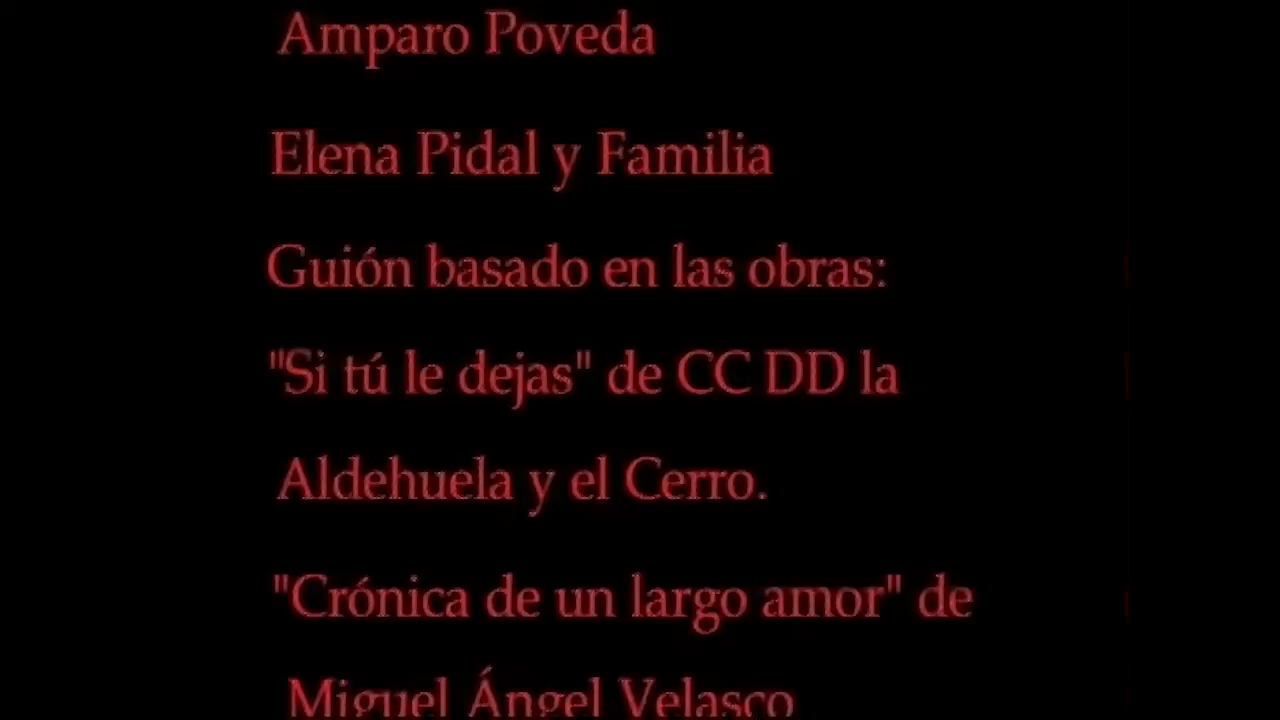 Amparo Poveda
Elena Pidal y Familia
Guión basado en las obras:
"Si tú le dejas" de CC DD la
Aldehuela y el Cerro.
"Crónica de un largo amor" de
Miguel Ángel Velasco